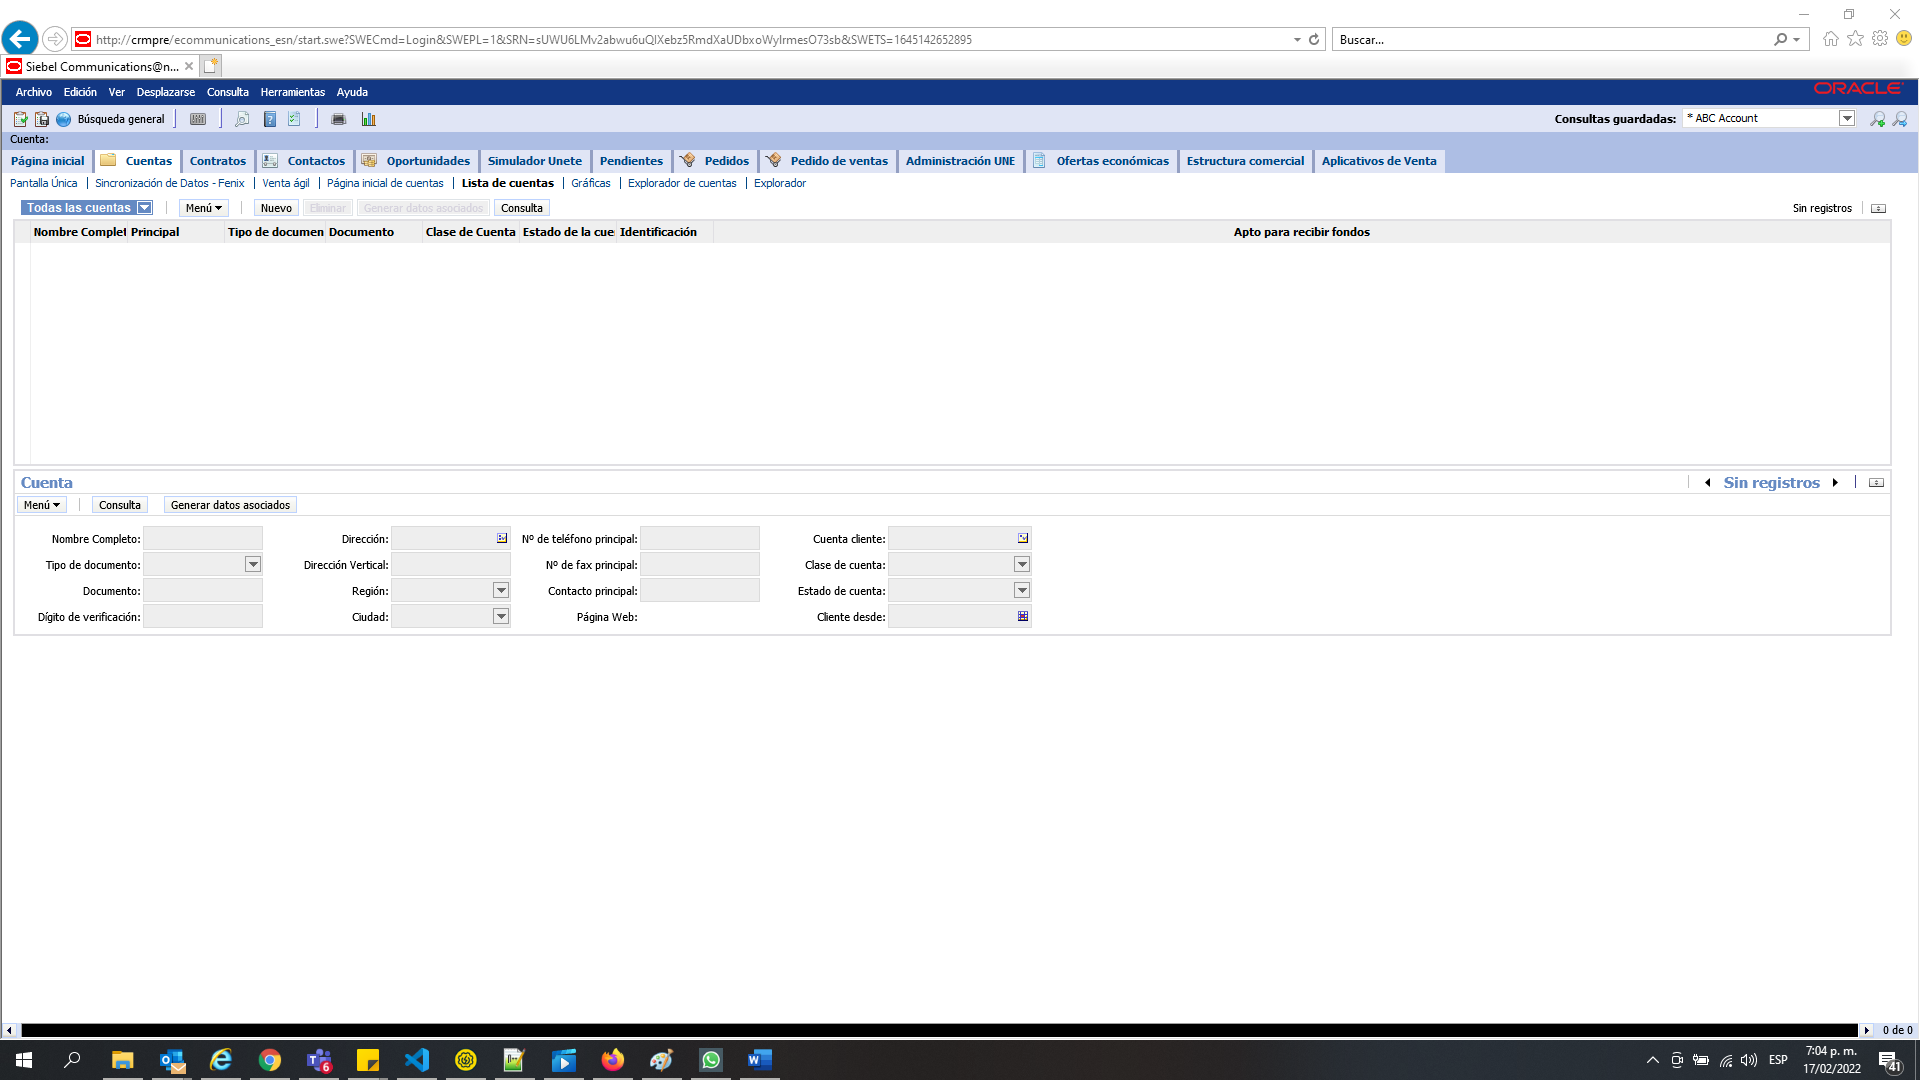 http://crmpre/ecommunications_esn/start.swe?SWECmd=Login&SWEPL=1&SRN=sUWU6LMv2abwu6uQIXebz5RmdXaUDbxoWyIrmesO73sb&SWETS=1645142652895
Buscar...
Siebel Communications@n...
Archivo Edición Ver Desplazarse Consulta Herramientas Ayuda
ORACLE
Búsqueda general
Consultas guardadas: * ABC Account
Cuenta:
Página inicial Cuentas Contratos Contactos Oportunidades Simulador Unete Pendientes Pedidos Pedido de ventas Administración UNE Ofertas económicas Estructura comercial Aplicativos de Venta
Pantalla Única Sincronización de Datos - Fenix Venta ágil Página inicial de cuentas Lista de cuentas Gráficas Explorador de cuentas Explorador
Todas las cuentas Menú Nuevo Eliminar Generar datos asociados Consulta Sin registros
Nombre Complet Principal Tipo de documen Documento Clase de Cuenta Estado de la cuer Identificación Apto para recibir fondos
Cuenta Sin registros
Menú Consulta Generar datos asociados
Nombre Completo: Dirección: Nº de teléfono principal: Cuenta cliente:
Tipo de documento: Dirección Vertical: Nº de fax principal: Clase de cuenta:
Documento: Región: Contacto principal: Estado de cuenta:
Dígito de verificación: Ciudad: Página Web: Cliente desde:
0 de 0
6
ESP
7:04 p. m.
17/02/2022
41